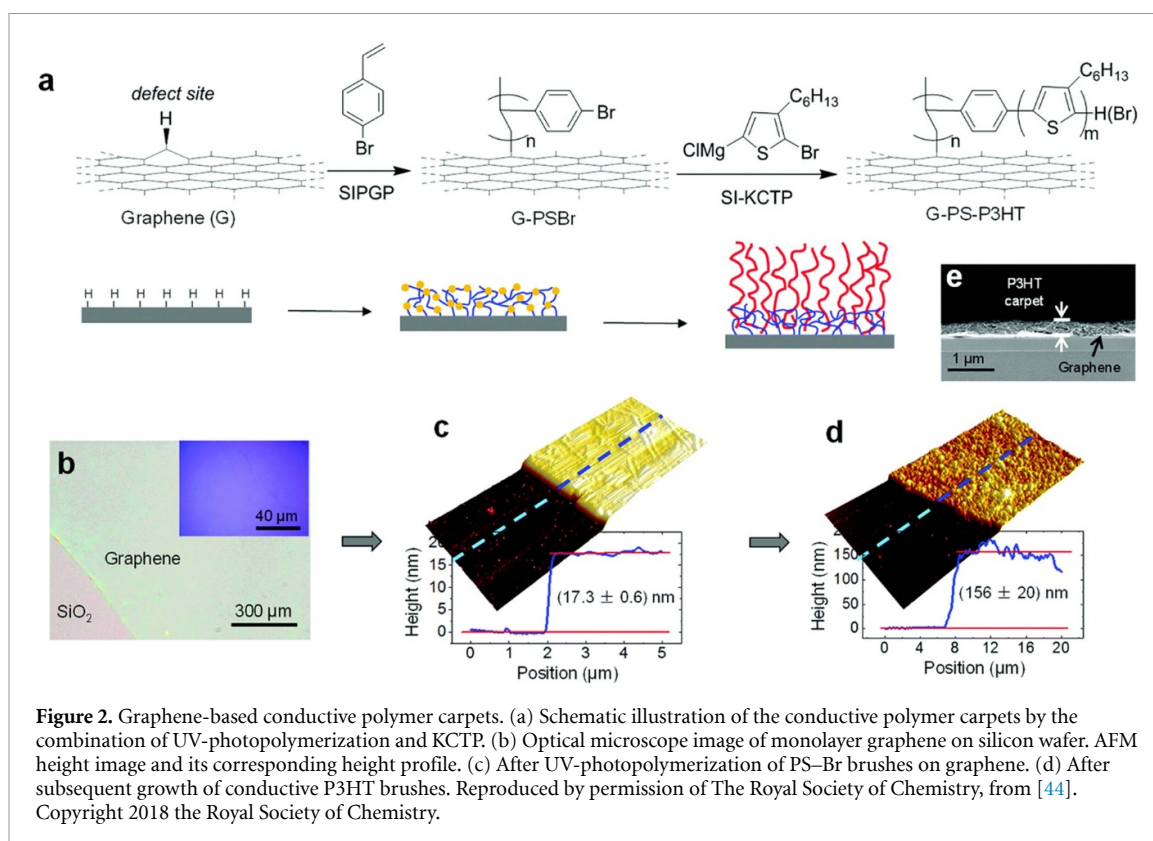 a
defect site
H
Graphene (G)
Br
SIPGP
Br
n
G-PSBr
C6H13
ClMg
S
Br
SI-KCTP
C6H13
S
H(Br)
n
m
G-PS-P3HT
H H H H H H H
e
P3HT
carpet
1 µm
Graphene
b
40 µm
Graphene
SiO2
300 µm
c
Height (nm)
20
15
10
5
0
(17.3 ± 0.6) nm
0 1 2 3 4 5
Position (µm)
d
Height (nm)
150
100
50
0
(156 ± 20) nm
0 4 8 12 16 20
Position (µm)
Figure 2. Graphene-based conductive polymer carpets. (a) Schematic illustration of the conductive polymer carpets by the
combination of UV-photopolymerization and KCTP. (b) Optical microscope image of monolayer graphene on silicon wafer. AFM
height image and its corresponding height profile. (c) After UV-photopolymerization of PS–Br brushes on graphene. (d) After
subsequent growth of conductive P3HT brushes. Reproduced by permission of The Royal Society of Chemistry, from [44].
Copyright 2018 the Royal Society of Chemistry.